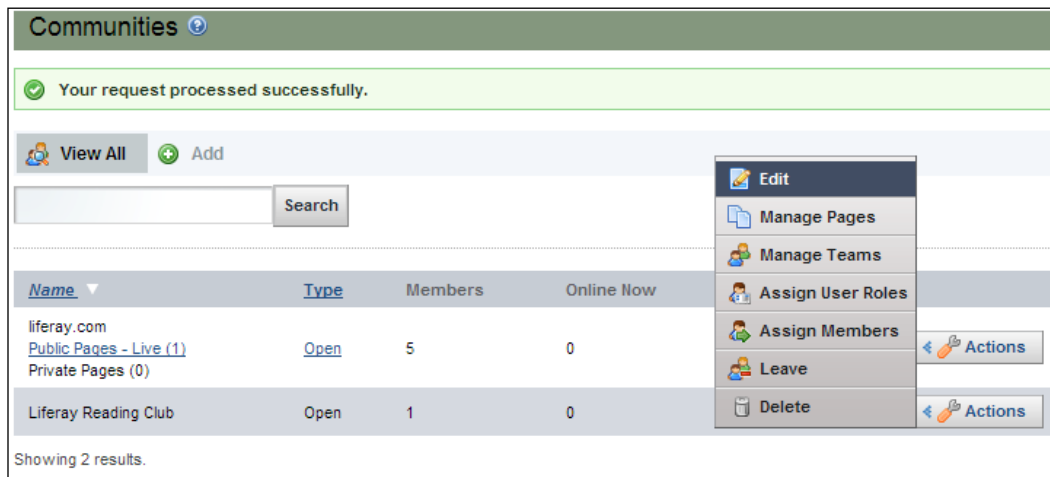 Communities
Your request processed successfully.
View All Add
Search
Edit
Manage Pages
Manage Teams
Assign User Roles
Assign Members
Leave
Delete
Name Type Members Online Now
liferay.com
Public Pages - Live (1) Open 5 0 Actions
Private Pages (0)
Liferay Reading Club Open 1 0 Actions
Showing 2 results.